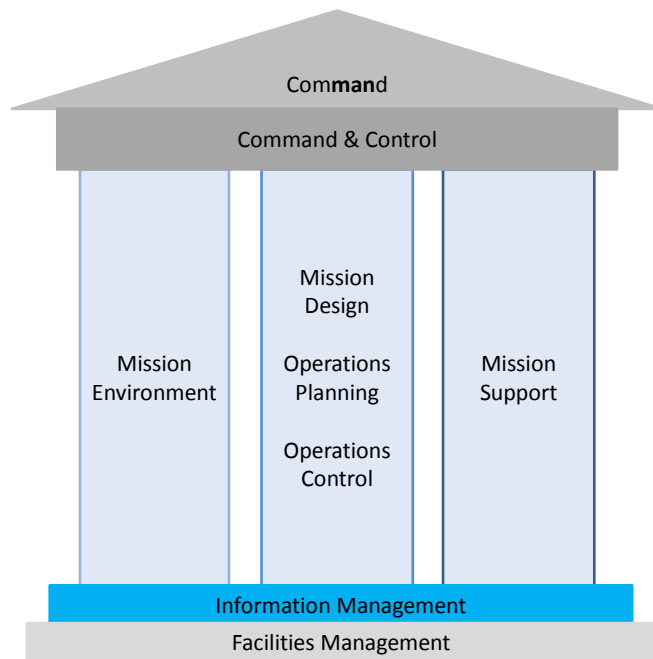 Command
Command & Control
Mission
Environment
Mission
Design
Operations
Planning
Operations
Control
Mission
Support
Information Management
Facilities Management